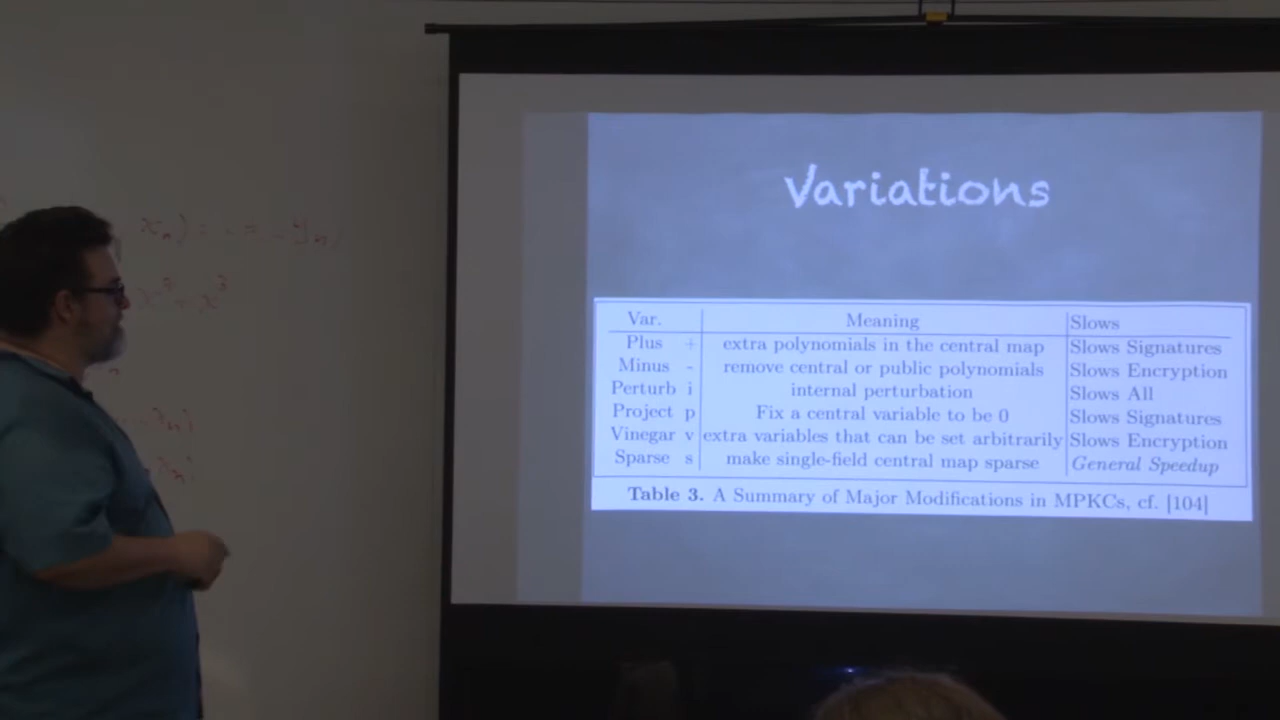 Variations
Var. Meaning Slows
Plus + extra polynomials in the central map Slows Signatures
Minus - remove central or public polynomials Slows Encryption
Perturb i internal perturbation Slows All
Project p Fix a central variable to be 0 Slows Signatures
Vinegar v extra variables that can be set arbitrarily Slows Encryption
Sparse s make single-field central map sparse General Speedup
Table 3. A Summary of Major Modifications in MPKCs, cf. [104]